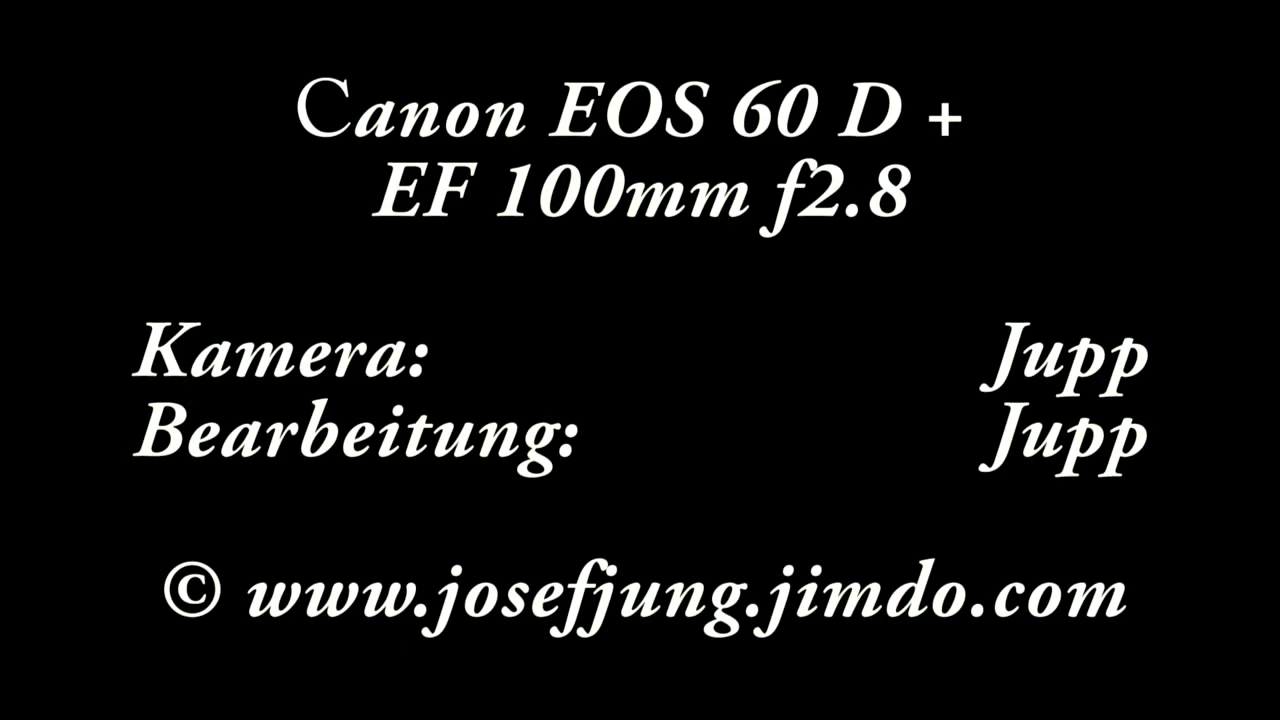 Canon EOS 60 D +
EF 100mm f2.8
Kamera: Jupp
Bearbeitung: Jupp
© www.josefjung.jimdo.com